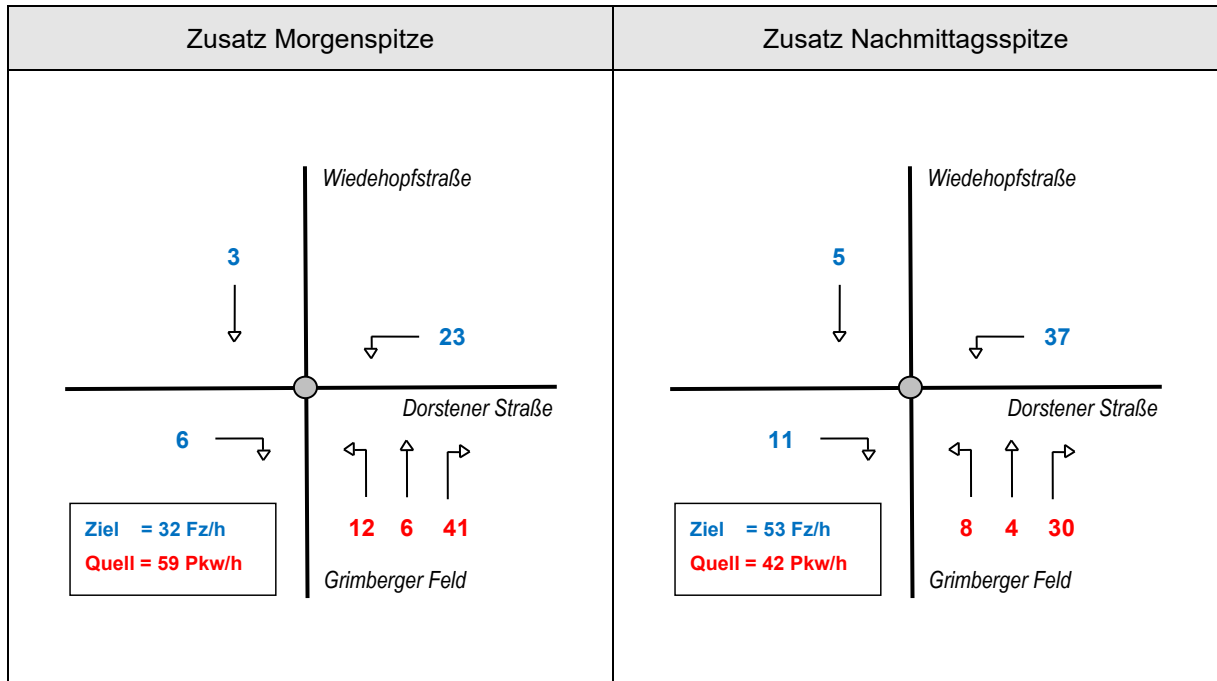 Zusatz Morgenspitze
Wiedehopfstraße
3
23
Dorstener Straße
6
12 6 41
Ziel = 32 Fz/h
Quell = 59 Pkw/h
Grimberger Feld
Zusatz Nachmittagsspitze
Wiedehopfstraße
5
37
Dorstener Straße
11
8 4 30
Ziel = 53 Fz/h
Quell = 42 Pkw/h
Grimberger Feld